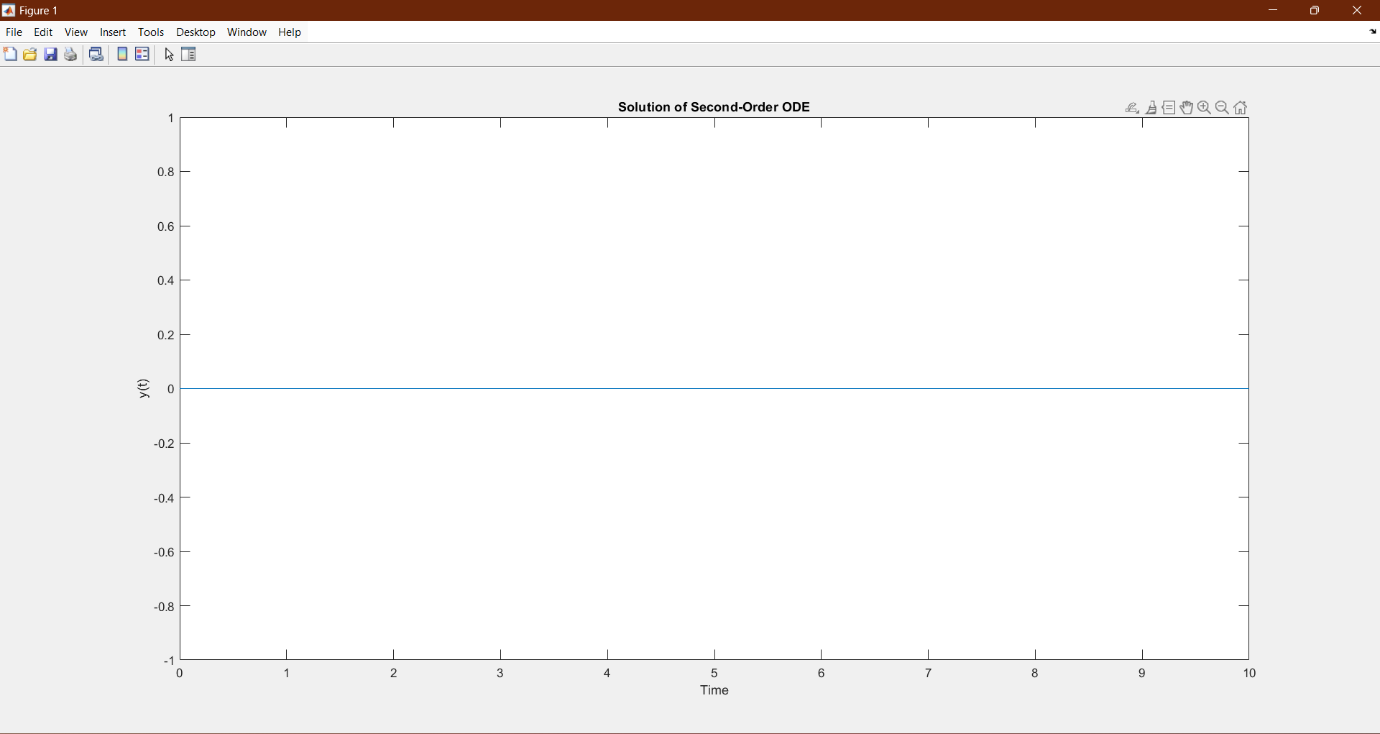 Figure 1
File Edit View Insert Tools Desktop Window Help
Solution of Second-Order ODE
1
0.8
0.6
0.4
0.2
0
-0.2
-0.4
-0.6
-0.8
-1
y(t)
0 1 2 3 4 5 6 7 8 9 10
Time